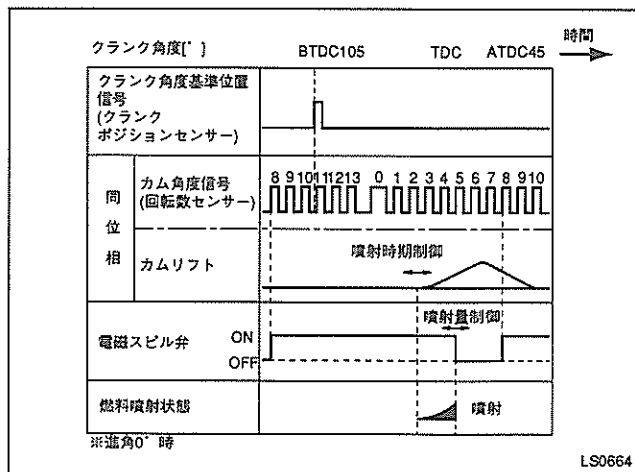 クランク角度[°]
BTDC105
TDC
ATDC45
時間
クランク角度基準位置
信号
(クランク
ポジションセンサー)
同位相
カム角度信号
(回転数センサー)
8 9 10 11 12 13 0 1 2 3 4 5 6 7 8 9 10
カムリフト
噴射時期制御
電磁スピル弁
ON
OFF
噴射量制御
燃料噴射状態
噴射
※進角0°時
LS0664